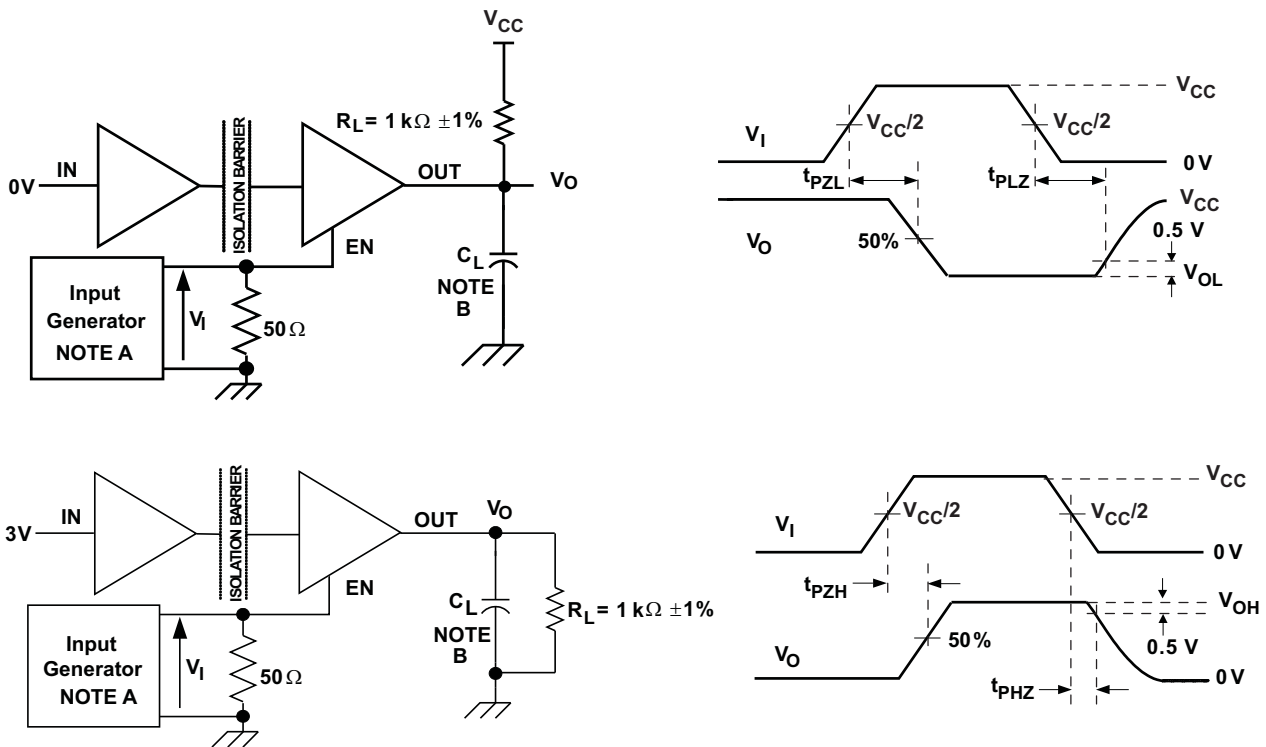 V_CC
R_L = 1 kΩ ±1%
0V
IN
ISOLATION BARRIER
OUT
V_O
EN
C_L
NOTE
B
Input
Generator
NOTE A
V_I
50 Ω
V_CC
V_I
V_CC/2
V_CC/2
0 V
t_PZL
t_PLZ
V_CC
V_O
50%
0.5 V
V_OL
3V
IN
ISOLATION BARRIER
OUT
V_O
EN
C_L
NOTE
B
R_L = 1 kΩ ±1%
Input
Generator
NOTE A
V_I
50 Ω
V_CC
V_I
V_CC/2
V_CC/2
0 V
t_PZH
V_OH
V_O
50%
0.5 V
t_PHZ
0 V